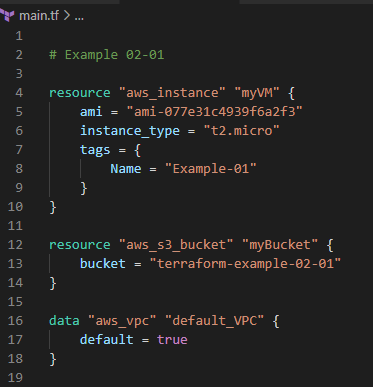 main.tf > ...
1
2 # Example 02-01
3
4 resource "aws_instance" "myVM" {
5     ami = "ami-077e31c4939f6a2f3"
6     instance_type = "t2.micro"
7     tags = {
8         Name = "Example-01"
9     }
10 }
11
12 resource "aws_s3_bucket" "myBucket" {
13     bucket = "terraform-example-02-01"
14 }
15
16 data "aws_vpc" "default_VPC" {
17     default = true
18 }